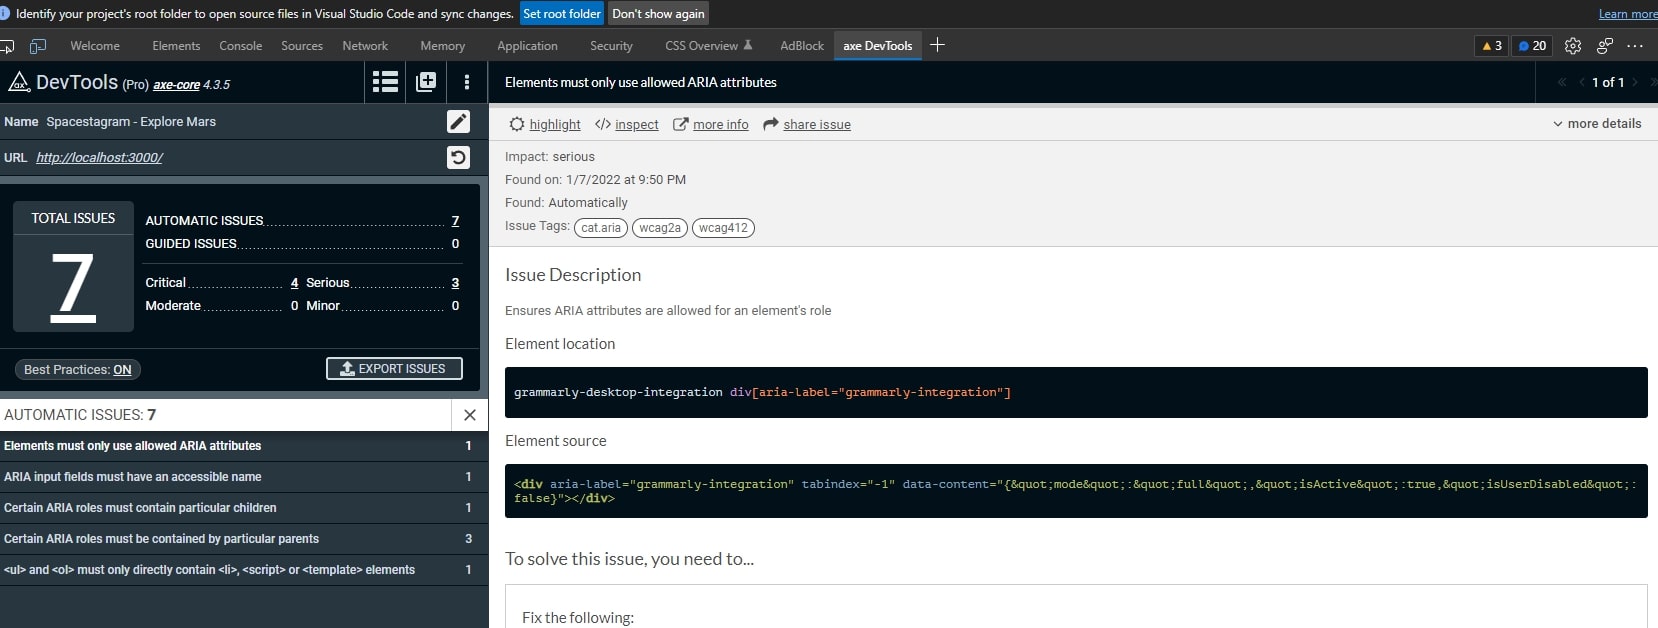 Identify your project's root folder to open source files in Visual Studio Code and sync changes. Set root folder Don't show again Learn more
Welcome Elements Console Sources Network Memory Application Security CSS Overview AdBlock axe DevTools 3 20
DevTools (Pro) axe-core 4.3.5
Name Spacestagram - Explore Mars
URL http://localhost:3000/
TOTAL ISSUES
7
AUTOMATIC ISSUES 7
GUIDED ISSUES 0
Critical 4 Serious 3
Moderate 0 Minor 0
Best Practices: ON EXPORT ISSUES
AUTOMATIC ISSUES: 7
Elements must only use allowed ARIA attributes 1
ARIA input fields must have an accessible name 1
Certain ARIA roles must contain particular children 1
Certain ARIA roles must be contained by particular parents 3
<ul> and <ol> must only directly contain <li>, <script> or <template> elements 1
Elements must only use allowed ARIA attributes 1 of 1
highlight </> inspect more info share issue more details
Impact: serious
Found on: 1/7/2022 at 9:50 PM
Found: Automatically
Issue Tags: cat.aria wcag2a wcag412
Issue Description
Ensures ARIA attributes are allowed for an element's role
Element location
grammarly-desktop-integration div[aria-label="grammarly-integration"]
Element source
<div aria-label="grammarly-integration" tabindex="-1" data-content="{&quot;mode&quot;:&quot;full&quot;,&quot;isActive&quot;:true,&quot;isUserDisabled&quot;:
false}"></div>
To solve this issue, you need to...
Fix the following: